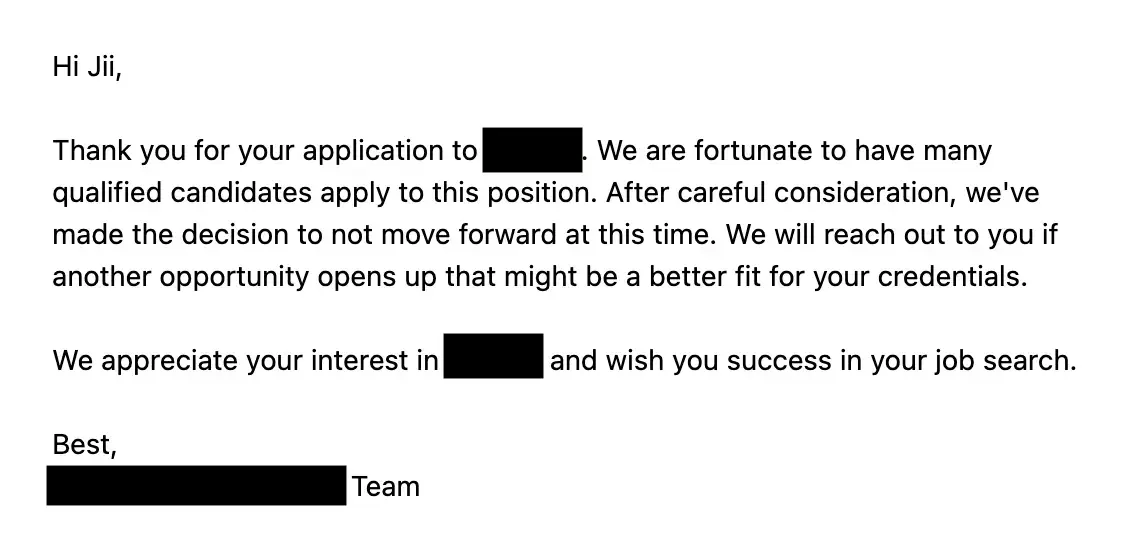 Hi Jii,
Thank you for your application to . We are fortunate to have many
qualified candidates apply to this position. After careful consideration, we've
made the decision to not move forward at this time. We will reach out to you if
another opportunity opens up that might be a better fit for your credentials.
We appreciate your interest in and wish you success in your job search.
Best,
Team